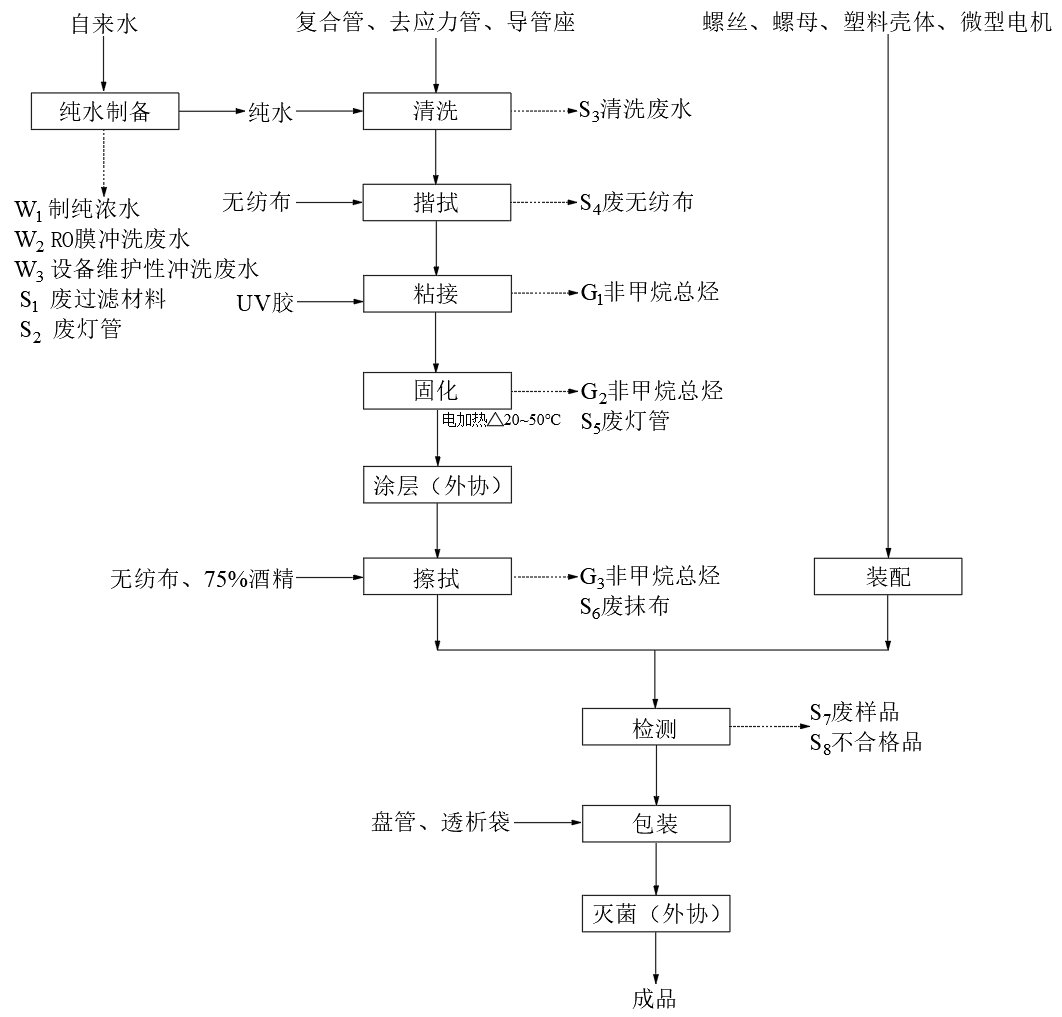 自来水
复合管、去应力管、导管座
螺丝、螺母、塑料壳体、微型电机
纯水制备
纯水
清洗
S3清洗废水
无纺布
揩拭
S4废无纺布
W1 制纯浓水
W2 RO膜冲洗废水
W3 设备维护性冲洗废水
S1 废过滤材料
S2 废灯管
UV胶
粘接
G1非甲烷总烃
固化
G2非甲烷总烃
S5废灯管
电加热△20~50℃
涂层（外协）
无纺布、75%酒精
擦拭
G3非甲烷总烃
S6废抹布
装配
检测
S7废样品
S8不合格品
盘管、透析袋
包装
灭菌（外协）
成品